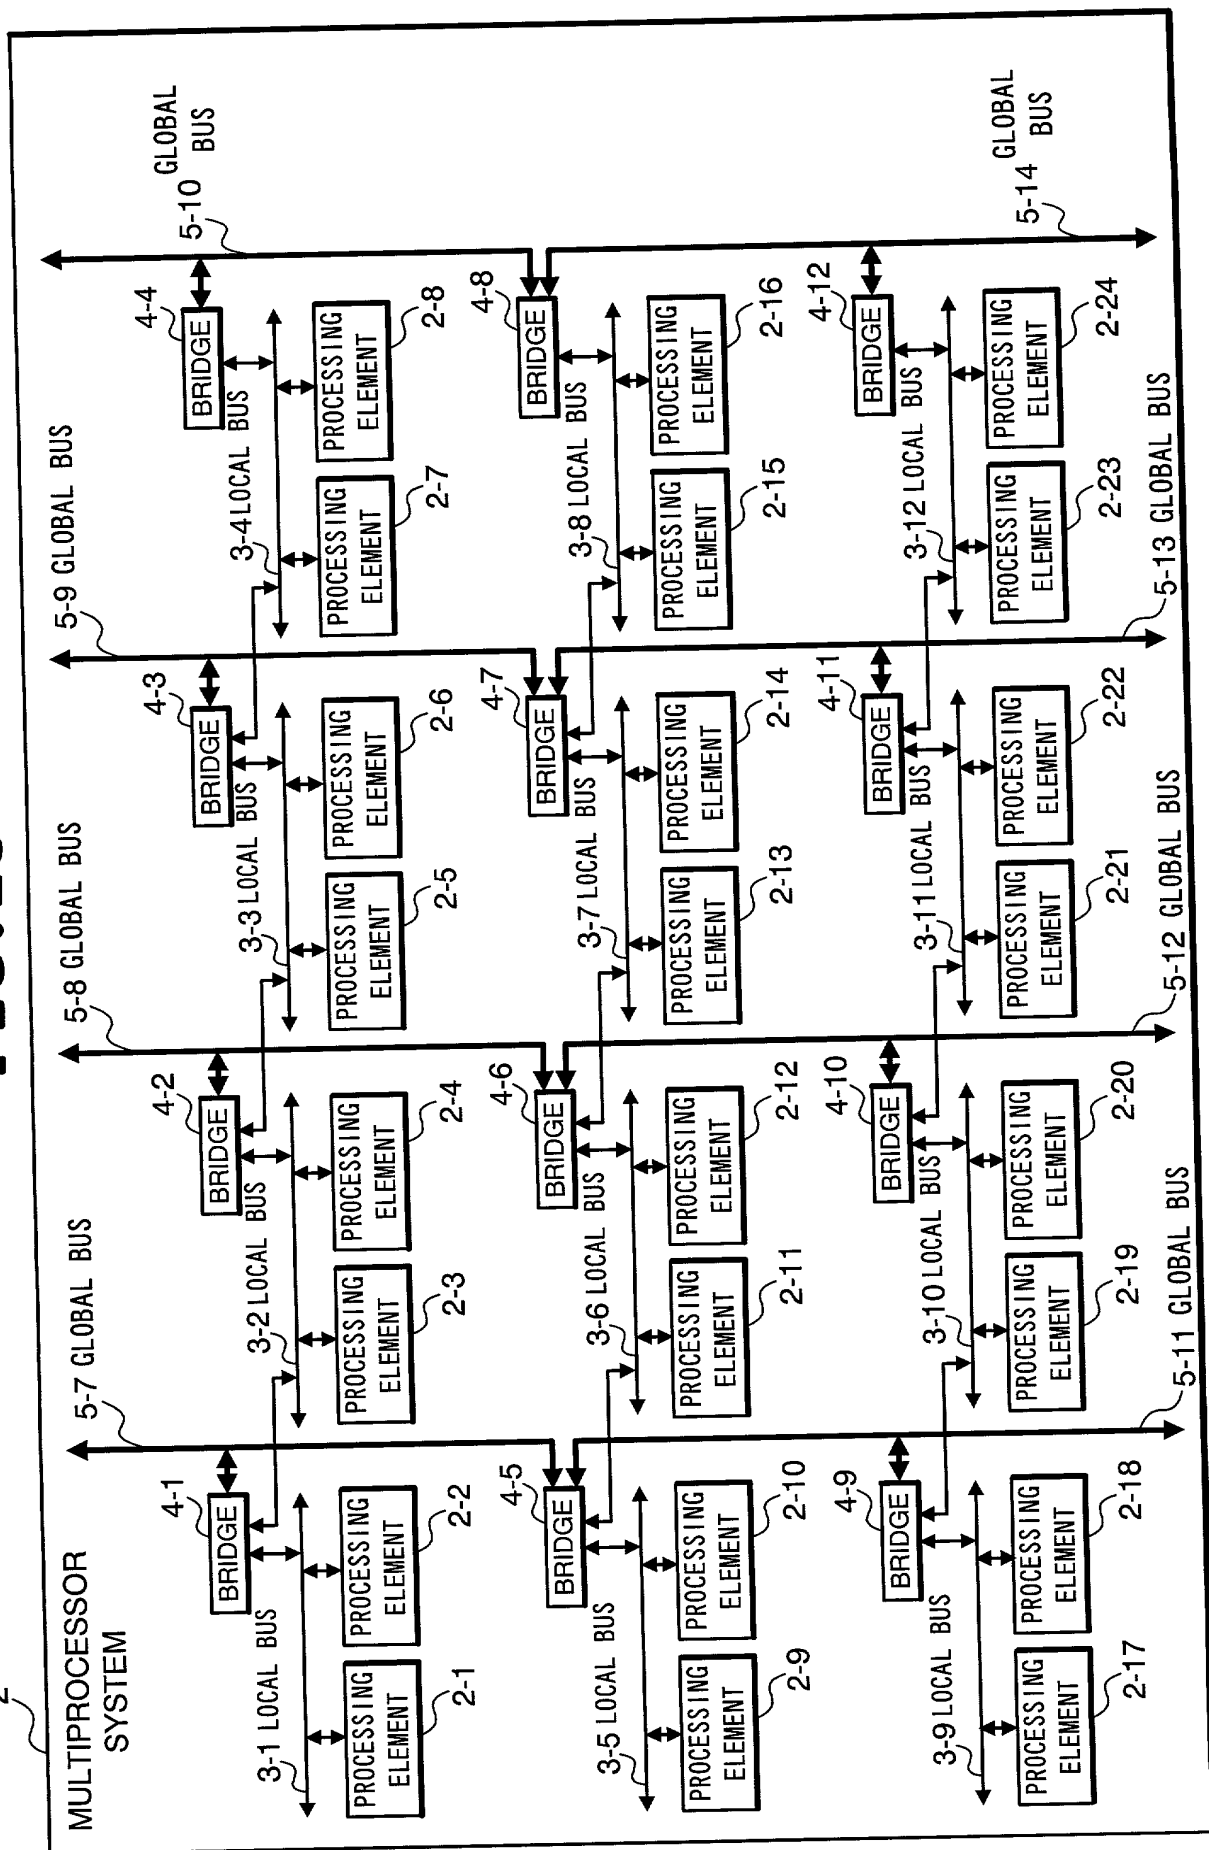 2
MULTIPROCESSOR
SYSTEM
5-7 GLOBAL BUS
5-8 GLOBAL BUS
5-9 GLOBAL BUS
5-10
GLOBAL
BUS
4-1
BRIDGE
3-1 LOCAL BUS
PROCESSING
ELEMENT
2-1
PROCESSING
ELEMENT
2-2
4-2
BRIDGE
3-2 LOCAL BUS
PROCESSING
ELEMENT
2-3
PROCESSING
ELEMENT
2-4
4-3
BRIDGE
3-3 LOCAL BUS
PROCESSING
ELEMENT
2-5
PROCESSING
ELEMENT
2-6
4-4
BRIDGE
3-4 LOCAL BUS
PROCESSING
ELEMENT
2-7
PROCESSING
ELEMENT
2-8
4-5
BRIDGE
3-5 LOCAL BUS
PROCESSING
ELEMENT
2-9
PROCESSING
ELEMENT
2-10
4-6
BRIDGE
3-6 LOCAL BUS
PROCESSING
ELEMENT
2-11
PROCESSING
ELEMENT
2-12
4-7
BRIDGE
3-7 LOCAL BUS
PROCESSING
ELEMENT
2-13
PROCESSING
ELEMENT
2-14
4-8
BRIDGE
3-8 LOCAL BUS
PROCESSING
ELEMENT
2-15
PROCESSING
ELEMENT
2-16
4-9
BRIDGE
3-9 LOCAL BUS
PROCESSING
ELEMENT
2-17
PROCESSING
ELEMENT
2-18
4-10
BRIDGE
3-10 LOCAL BUS
PROCESSING
ELEMENT
2-19
PROCESSING
ELEMENT
2-20
4-11
BRIDGE
3-11 LOCAL BUS
PROCESSING
ELEMENT
2-21
PROCESSING
ELEMENT
2-22
4-12
BRIDGE
3-12 LOCAL BUS
PROCESSING
ELEMENT
2-23
PROCESSING
ELEMENT
2-24
5-11 GLOBAL BUS
5-12 GLOBAL BUS
5-13 GLOBAL BUS
5-14
GLOBAL
BUS